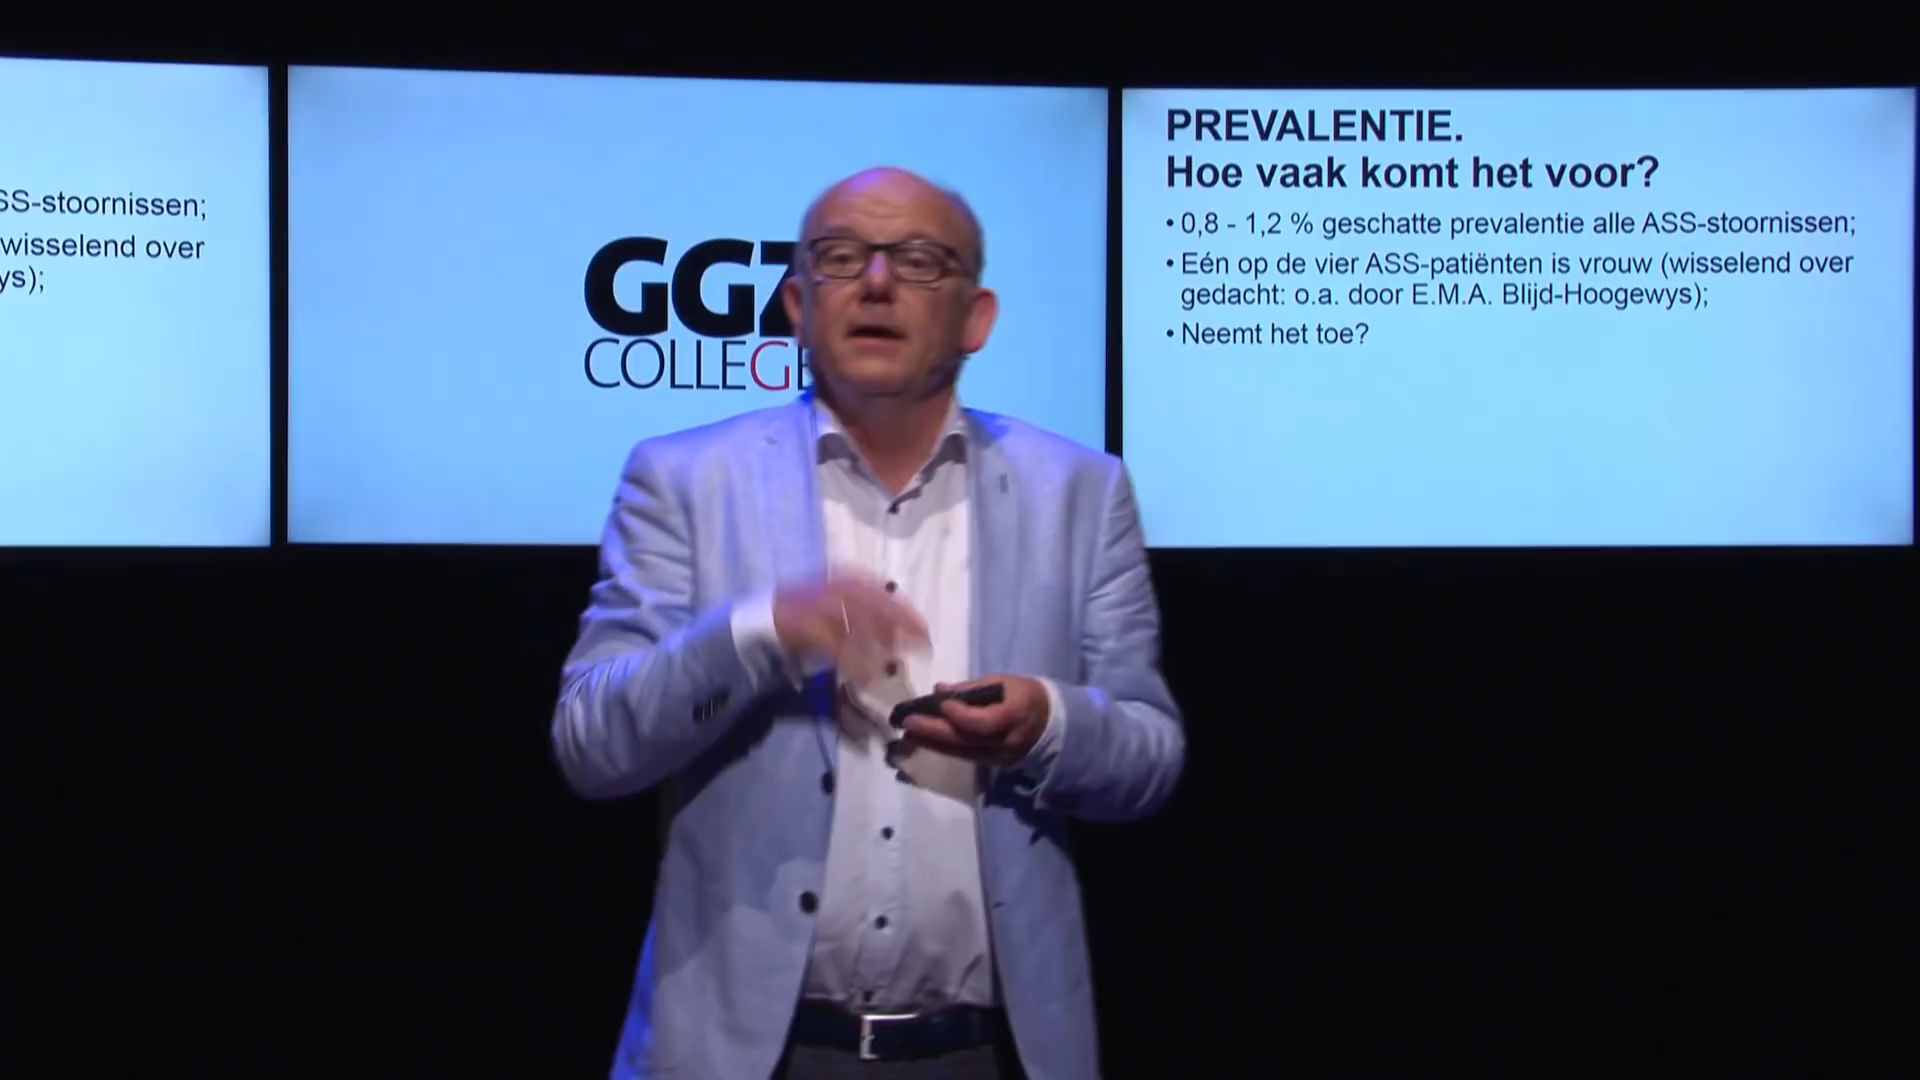 SS-stoornissen;
wisselend over
ys);
GGZ
COLLEGE
PREVALENTIE.
Hoe vaak komt het voor?
• 0,8 - 1,2 % geschatte prevalentie alle ASS-stoornissen;
• Eén op de vier ASS-patiënten is vrouw (wisselend over
gedacht: o.a. door E.M.A. Blijd-Hoogewys);
• Neemt het toe?